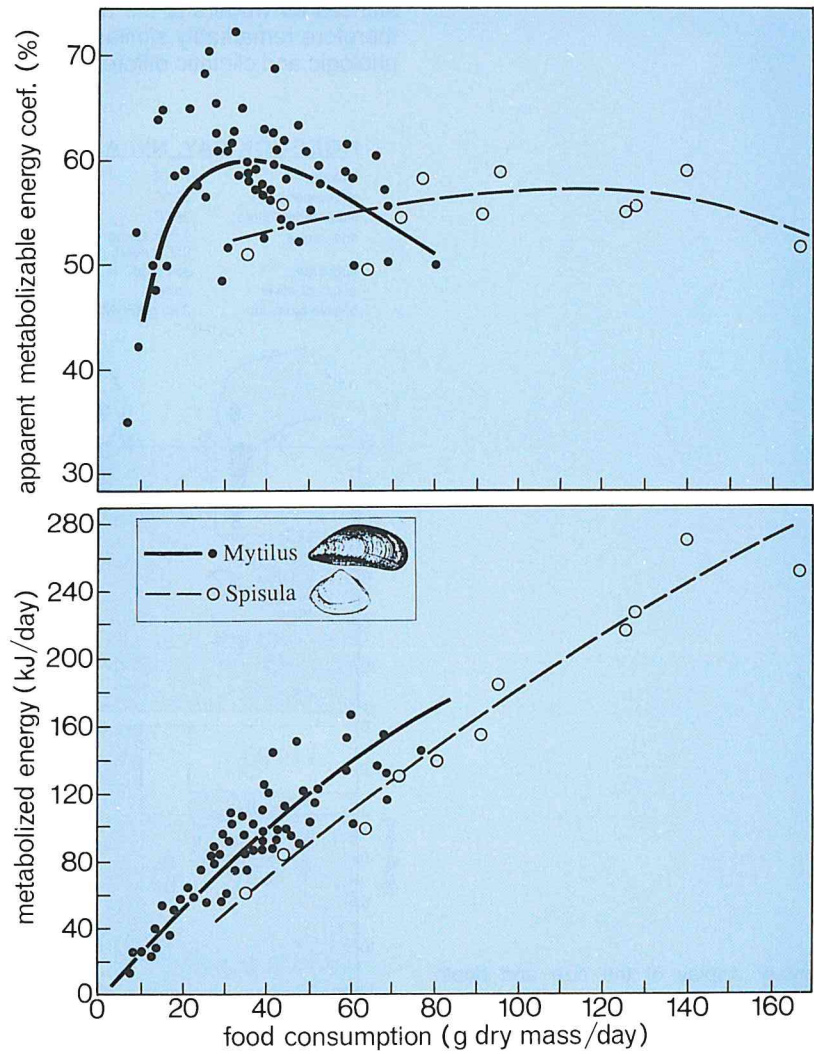 apparent metabolizable energy coef. (%)
70
60
50
40
30
metabolized energy (kJ/day)
280
240
200
160
120
80
40
0
Mytilus
Spisula
0 20 40 60 80 100 120 140 160
food consumption (g dry mass/day)